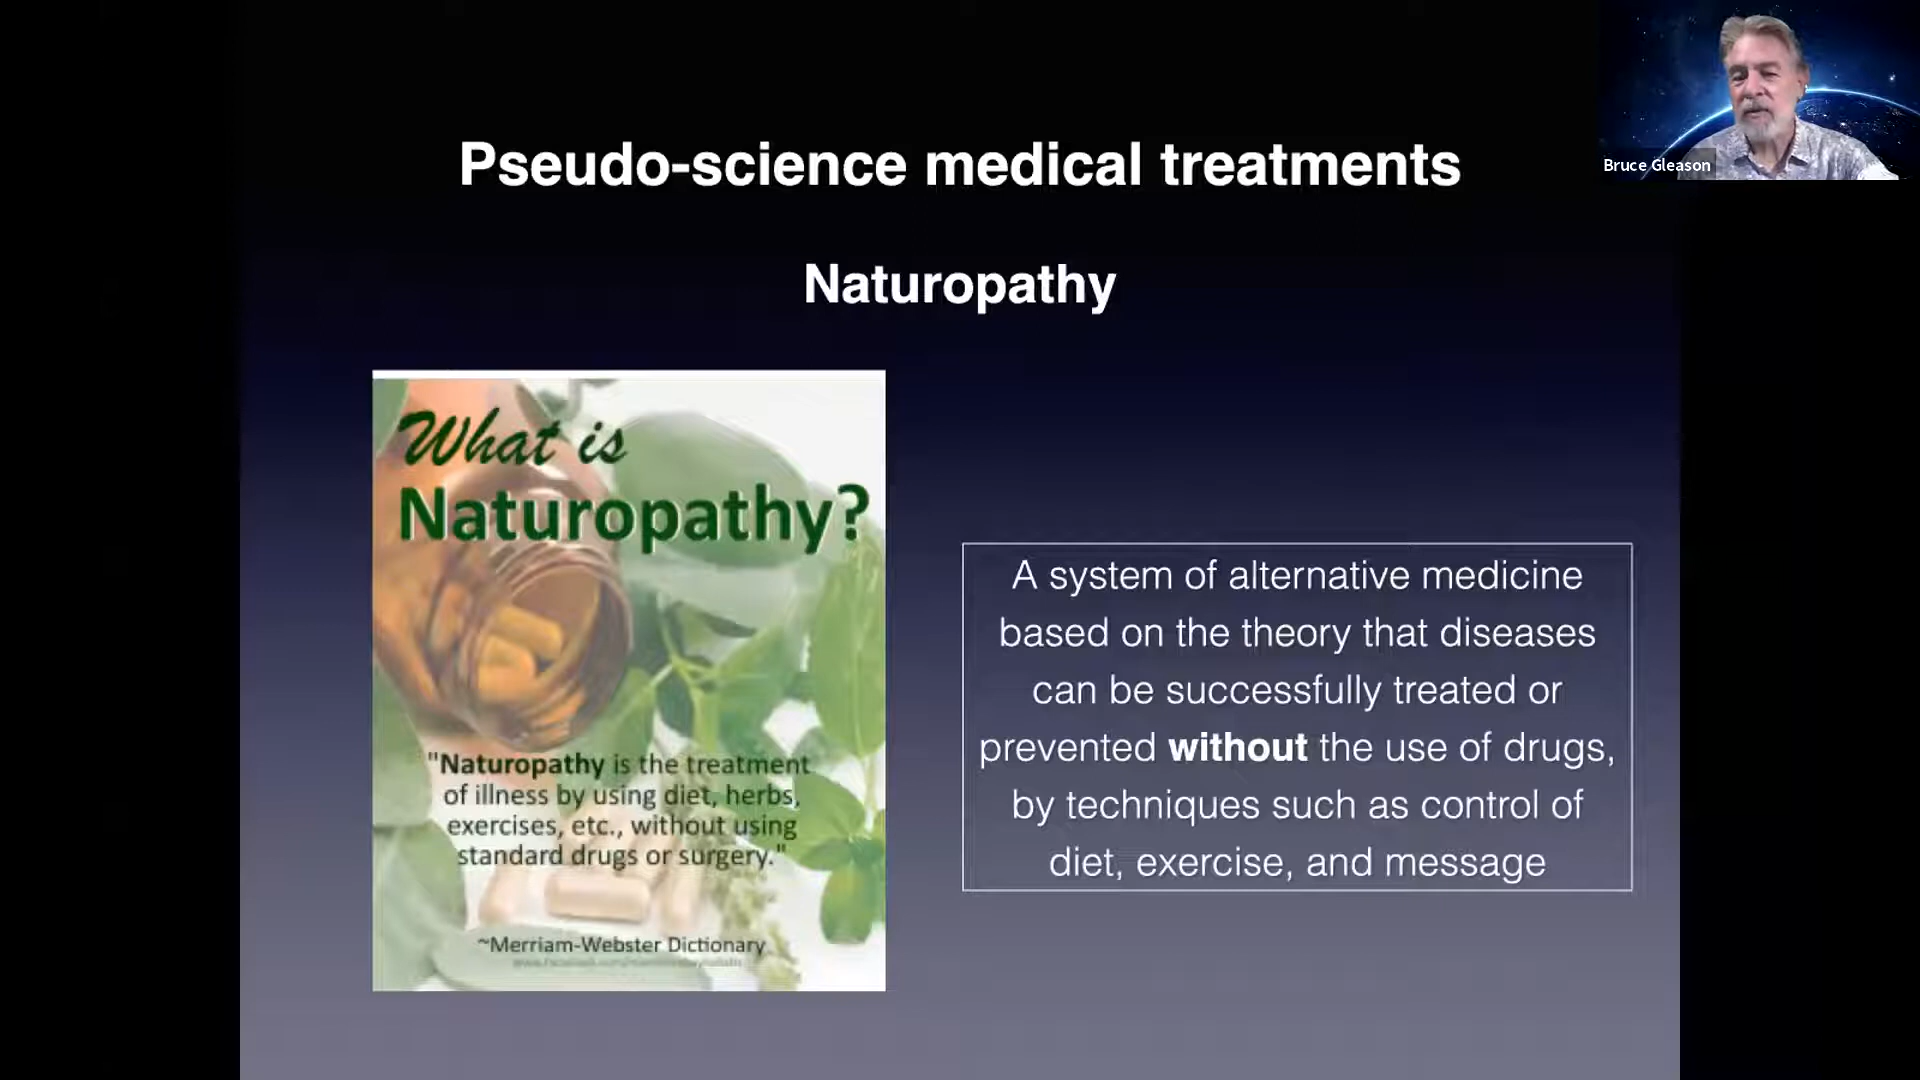 Pseudo-science medical treatments
Bruce Gleason
Naturopathy
What is
Naturopathy?
"Naturopathy is the treatment
of illness by using diet, herbs,
exercises, etc., without using
standard drugs or surgery."
~Merriam-Webster Dictionary
A system of alternative medicine
based on the theory that diseases
can be successfully treated or
prevented without the use of drugs,
by techniques such as control of
diet, exercise, and message